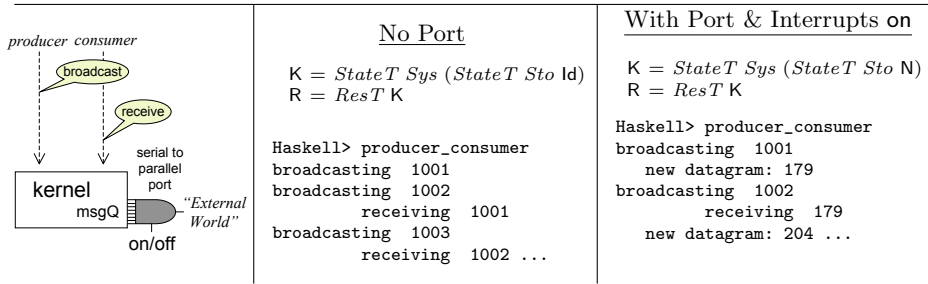 producer consumer
broadcast
receive
serial to
parallel
port
kernel
msgQ
"External
World"
on/off
No Port
K = StateT Sys (StateT Sto Id)
R = ResT K
Haskell> producer_consumer
broadcasting 1001
broadcasting 1002
receiving 1001
broadcasting 1003
receiving 1002 ...
With Port & Interrupts on
K = StateT Sys (StateT Sto N)
R = ResT K
Haskell> producer_consumer
broadcasting 1001
new datagram: 179
broadcasting 1002
receiving 179
new datagram: 204 ...